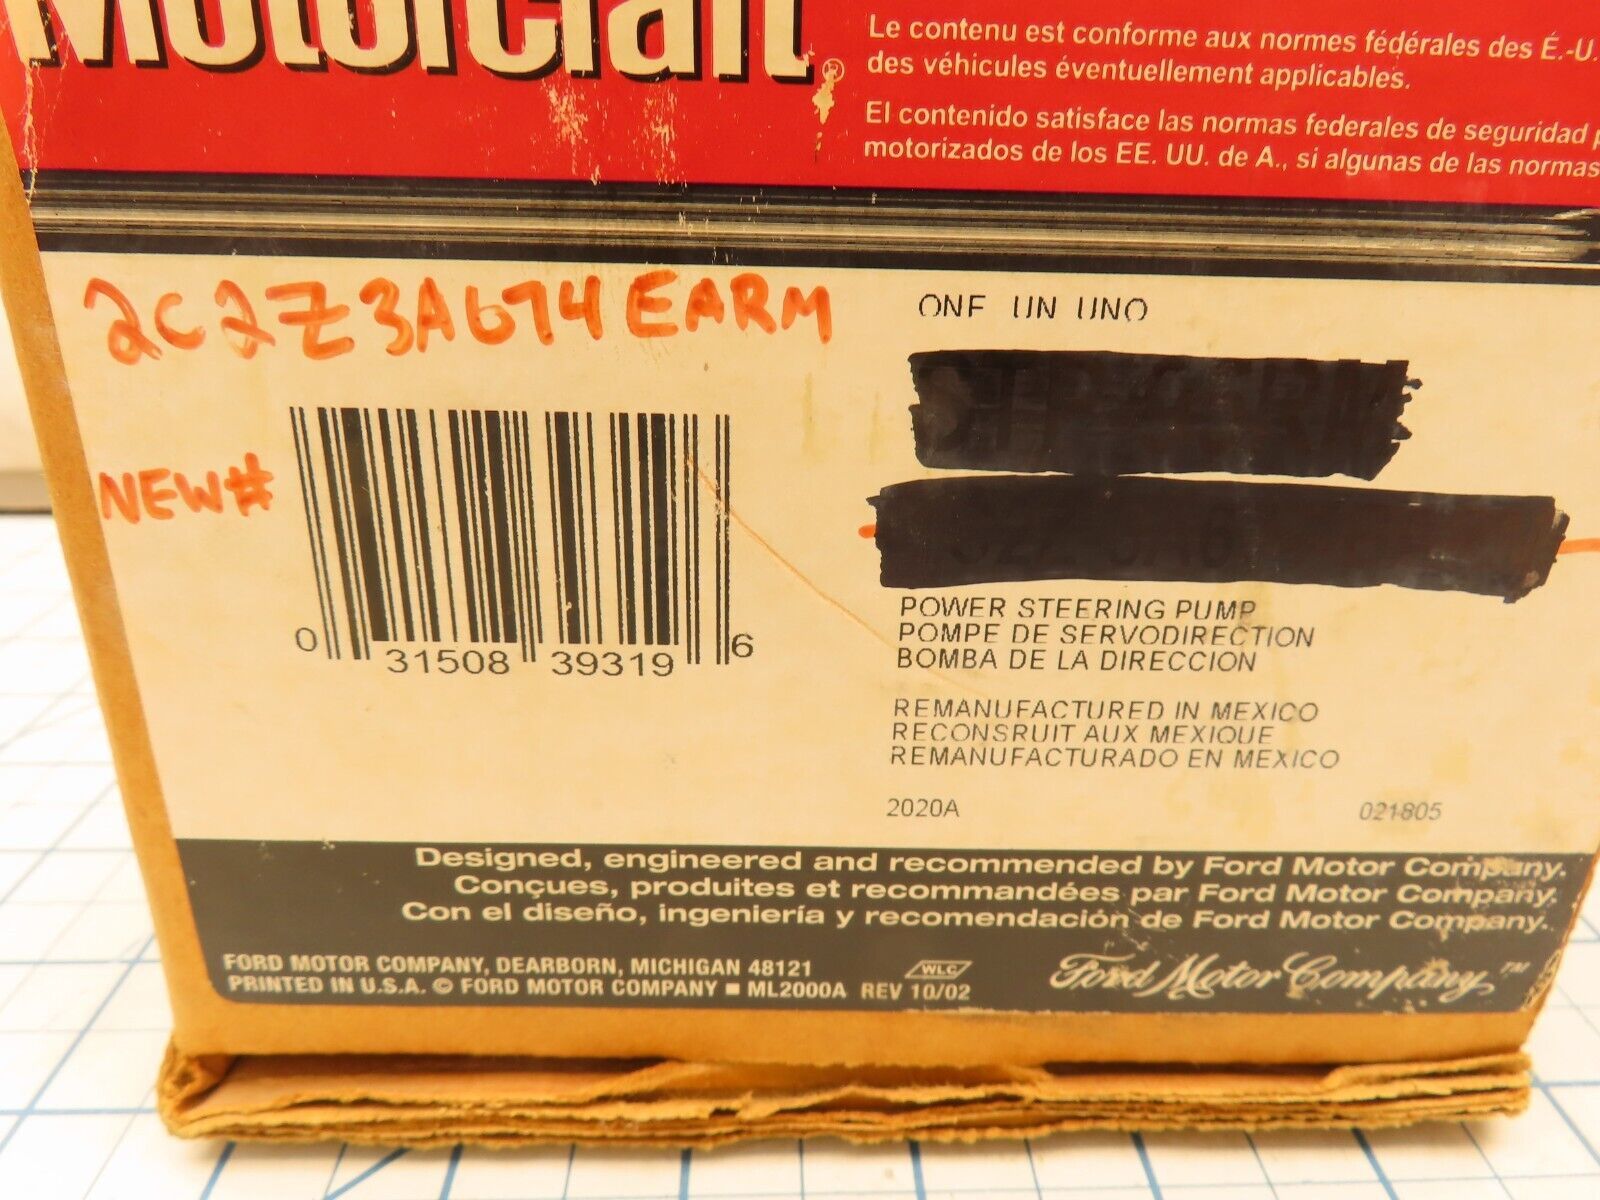 Motorcraft®
Le contenu est conforme aux normes fédérales des É.-U.
des véhicules éventuellement applicables.
El contenido satisface las normas federales de seguridad
motorizados de los EE. UU. de A., si algunas de las normas
2C2Z3A674EARM
NEW#
ONE UN UNO
0 31508 39319 6
POWER STEERING PUMP
POMPE DE SERVODIRECTION
BOMBA DE LA DIRECCION
REMANUFACTURED IN MEXICO
RECONSRUIT AUX MEXIQUE
REMANUFACTURADO EN MEXICO
2020A 021805
Designed, engineered and recommended by Ford Motor Company.
Conçues, produites et recommandées par Ford Motor Company.
Con el diseño, ingeniería y recomendación de Ford Motor Company.
FORD MOTOR COMPANY, DEARBORN, MICHIGAN 48121
PRINTED IN U.S.A. © FORD MOTOR COMPANY ■ ML2000A REV 10/02
WLC
Ford Motor Company™